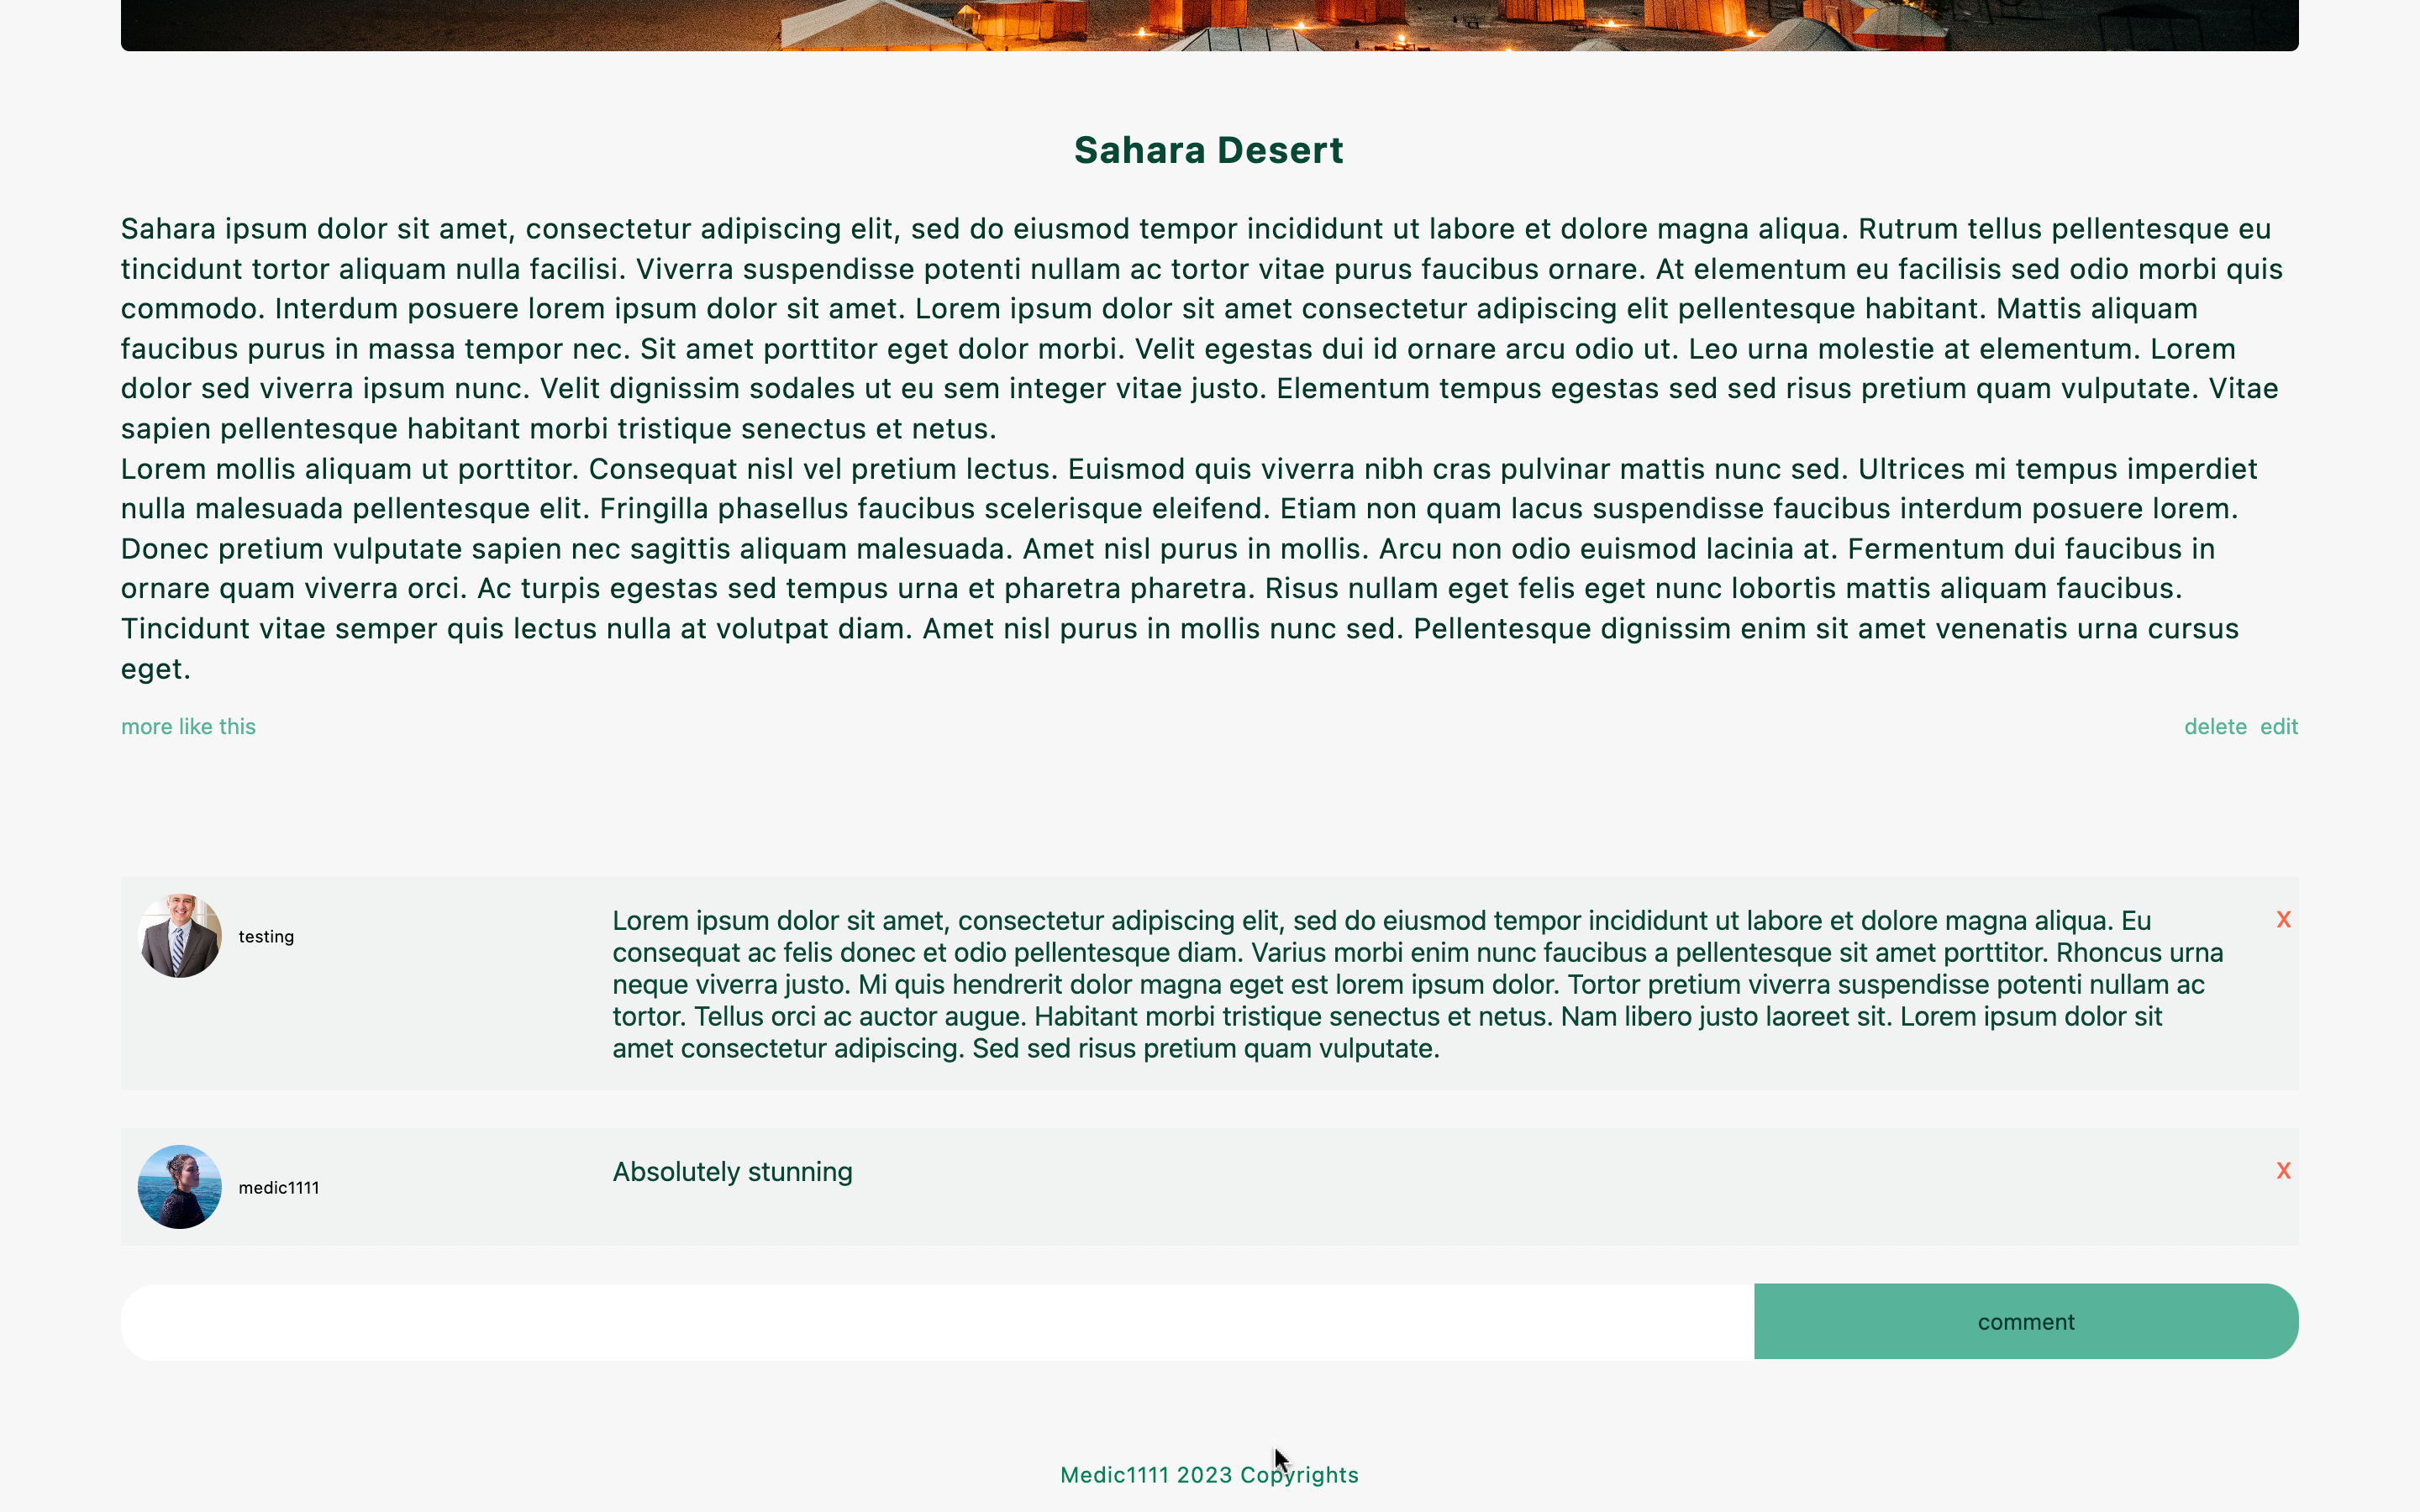 Sahara Desert
Sahara ipsum dolor sit amet, consectetur adipiscing elit, sed do eiusmod tempor incididunt ut labore et dolore magna aliqua. Rutrum tellus pellentesque eu
tincidunt tortor aliquam nulla facilisi. Viverra suspendisse potenti nullam ac tortor vitae purus faucibus ornare. At elementum eu facilisis sed odio morbi quis
commodo. Interdum posuere lorem ipsum dolor sit amet. Lorem ipsum dolor sit amet consectetur adipiscing elit pellentesque habitant. Mattis aliquam
faucibus purus in massa tempor nec. Sit amet porttitor eget dolor morbi. Velit egestas dui id ornare arcu odio ut. Leo urna molestie at elementum. Lorem
dolor sed viverra ipsum nunc. Velit dignissim sodales ut eu sem integer vitae justo. Elementum tempus egestas sed sed risus pretium quam vulputate. Vitae
sapien pellentesque habitant morbi tristique senectus et netus.
Lorem mollis aliquam ut porttitor. Consequat nisl vel pretium lectus. Euismod quis viverra nibh cras pulvinar mattis nunc sed. Ultrices mi tempus imperdiet
nulla malesuada pellentesque elit. Fringilla phasellus faucibus scelerisque eleifend. Etiam non quam lacus suspendisse faucibus interdum posuere lorem.
Donec pretium vulputate sapien nec sagittis aliquam malesuada. Amet nisl purus in mollis. Arcu non odio euismod lacinia at. Fermentum dui faucibus in
ornare quam viverra orci. Ac turpis egestas sed tempus urna et pharetra pharetra. Risus nullam eget felis eget nunc lobortis mattis aliquam faucibus.
Tincidunt vitae semper quis lectus nulla at volutpat diam. Amet nisl purus in mollis nunc sed. Pellentesque dignissim enim sit amet venenatis urna cursus
eget.
more like this
delete edit
testing
Lorem ipsum dolor sit amet, consectetur adipiscing elit, sed do eiusmod tempor incididunt ut labore et dolore magna aliqua. Eu
consequat ac felis donec et odio pellentesque diam. Varius morbi enim nunc faucibus a pellentesque sit amet porttitor. Rhoncus urna
neque viverra justo. Mi quis hendrerit dolor magna eget est lorem ipsum dolor. Tortor pretium viverra suspendisse potenti nullam ac
tortor. Tellus orci ac auctor augue. Habitant morbi tristique senectus et netus. Nam libero justo laoreet sit. Lorem ipsum dolor sit
amet consectetur adipiscing. Sed sed risus pretium quam vulputate.
X
medic1111
Absolutely stunning
X
comment
Medic1111 2023 Copyrights